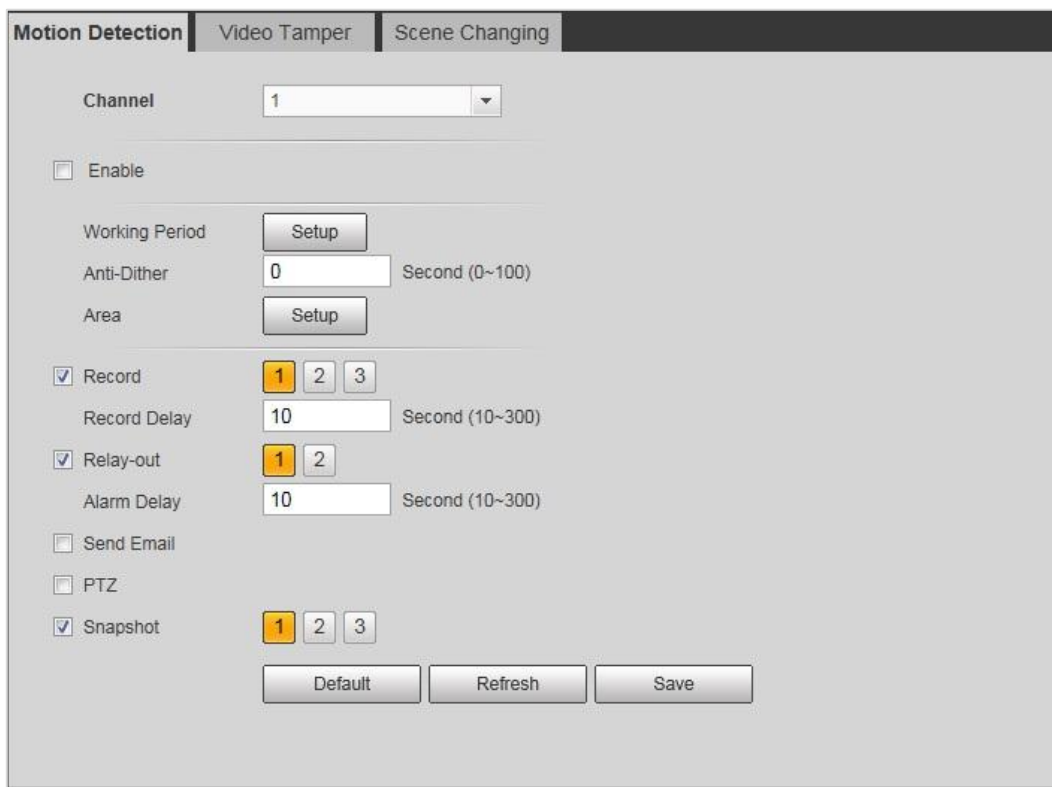 Motion Detection Video Tamper Scene Changing
Channel 1
Enable
Working Period Setup
Anti-Dither 0 Second (0~100)
Area Setup
Record 1 2 3
Record Delay 10 Second (10~300)
Relay-out 1 2
Alarm Delay 10 Second (10~300)
Send Email
PTZ
Snapshot 1 2 3
Default Refresh Save